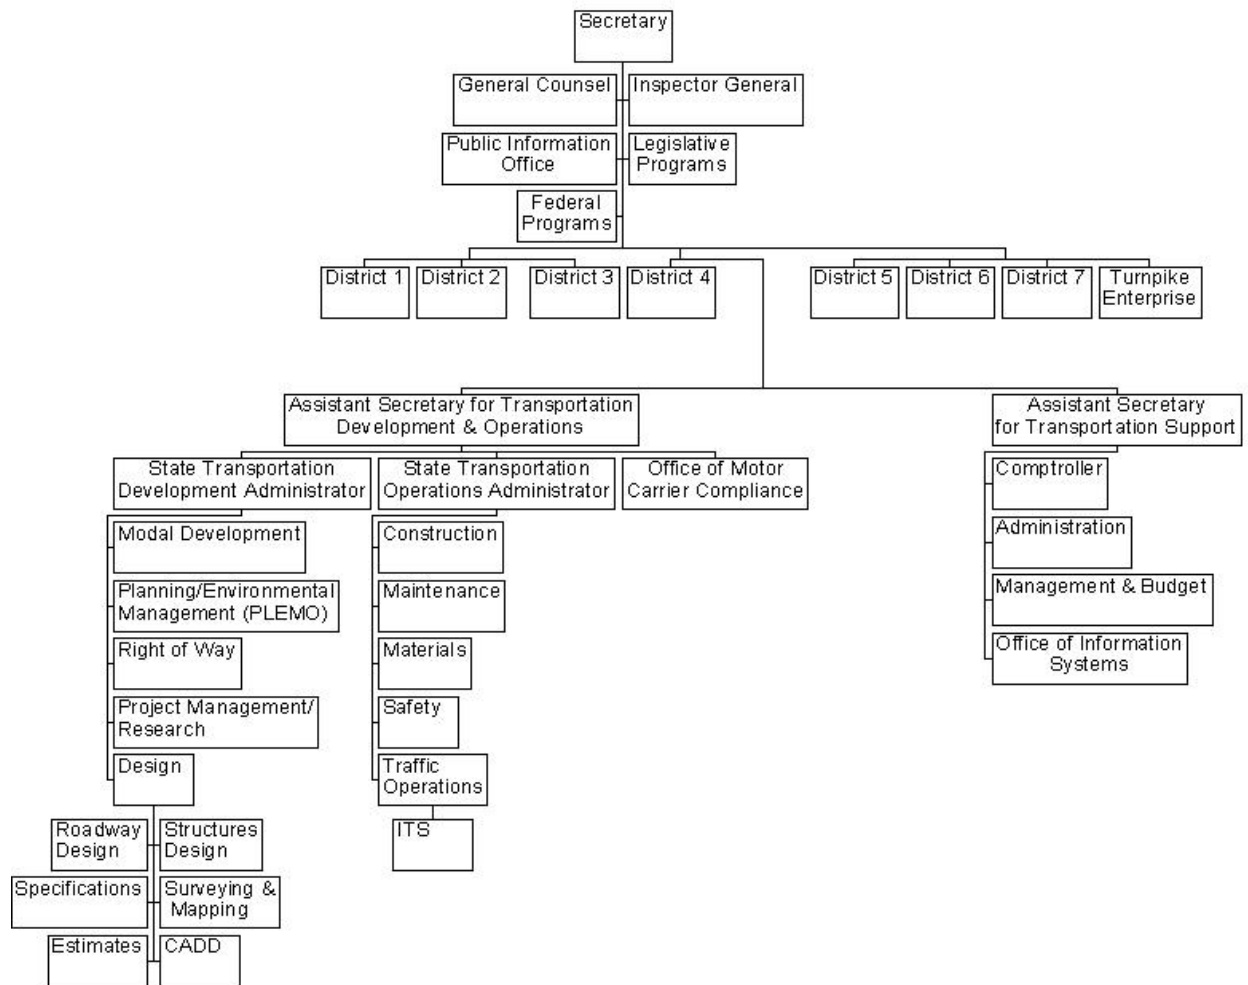 Secretary
General Counsel
Inspector General
Public Information
Office
Legislative
Programs
Federal
Programs
District 1
District 2
District 3
District 4
District 5
District 6
District 7
Turnpike
Enterprise
Assistant Secretary for Transportation
Development & Operations
Assistant Secretary
for Transportation Support
State Transportation
Development Administrator
State Transportation
Operations Administrator
Office of Motor
Carrier Compliance
Comptroller
Administration
Management & Budget
Office of Information
Systems
Modal Development
Planning/Environmental
Management (PLEMO)
Right of Way
Project Management/
Research
Design
Construction
Maintenance
Materials
Safety
Traffic
Operations
ITS
Roadway
Design
Structures
Design
Specifications
Surveying &
Mapping
Estimates
CADD